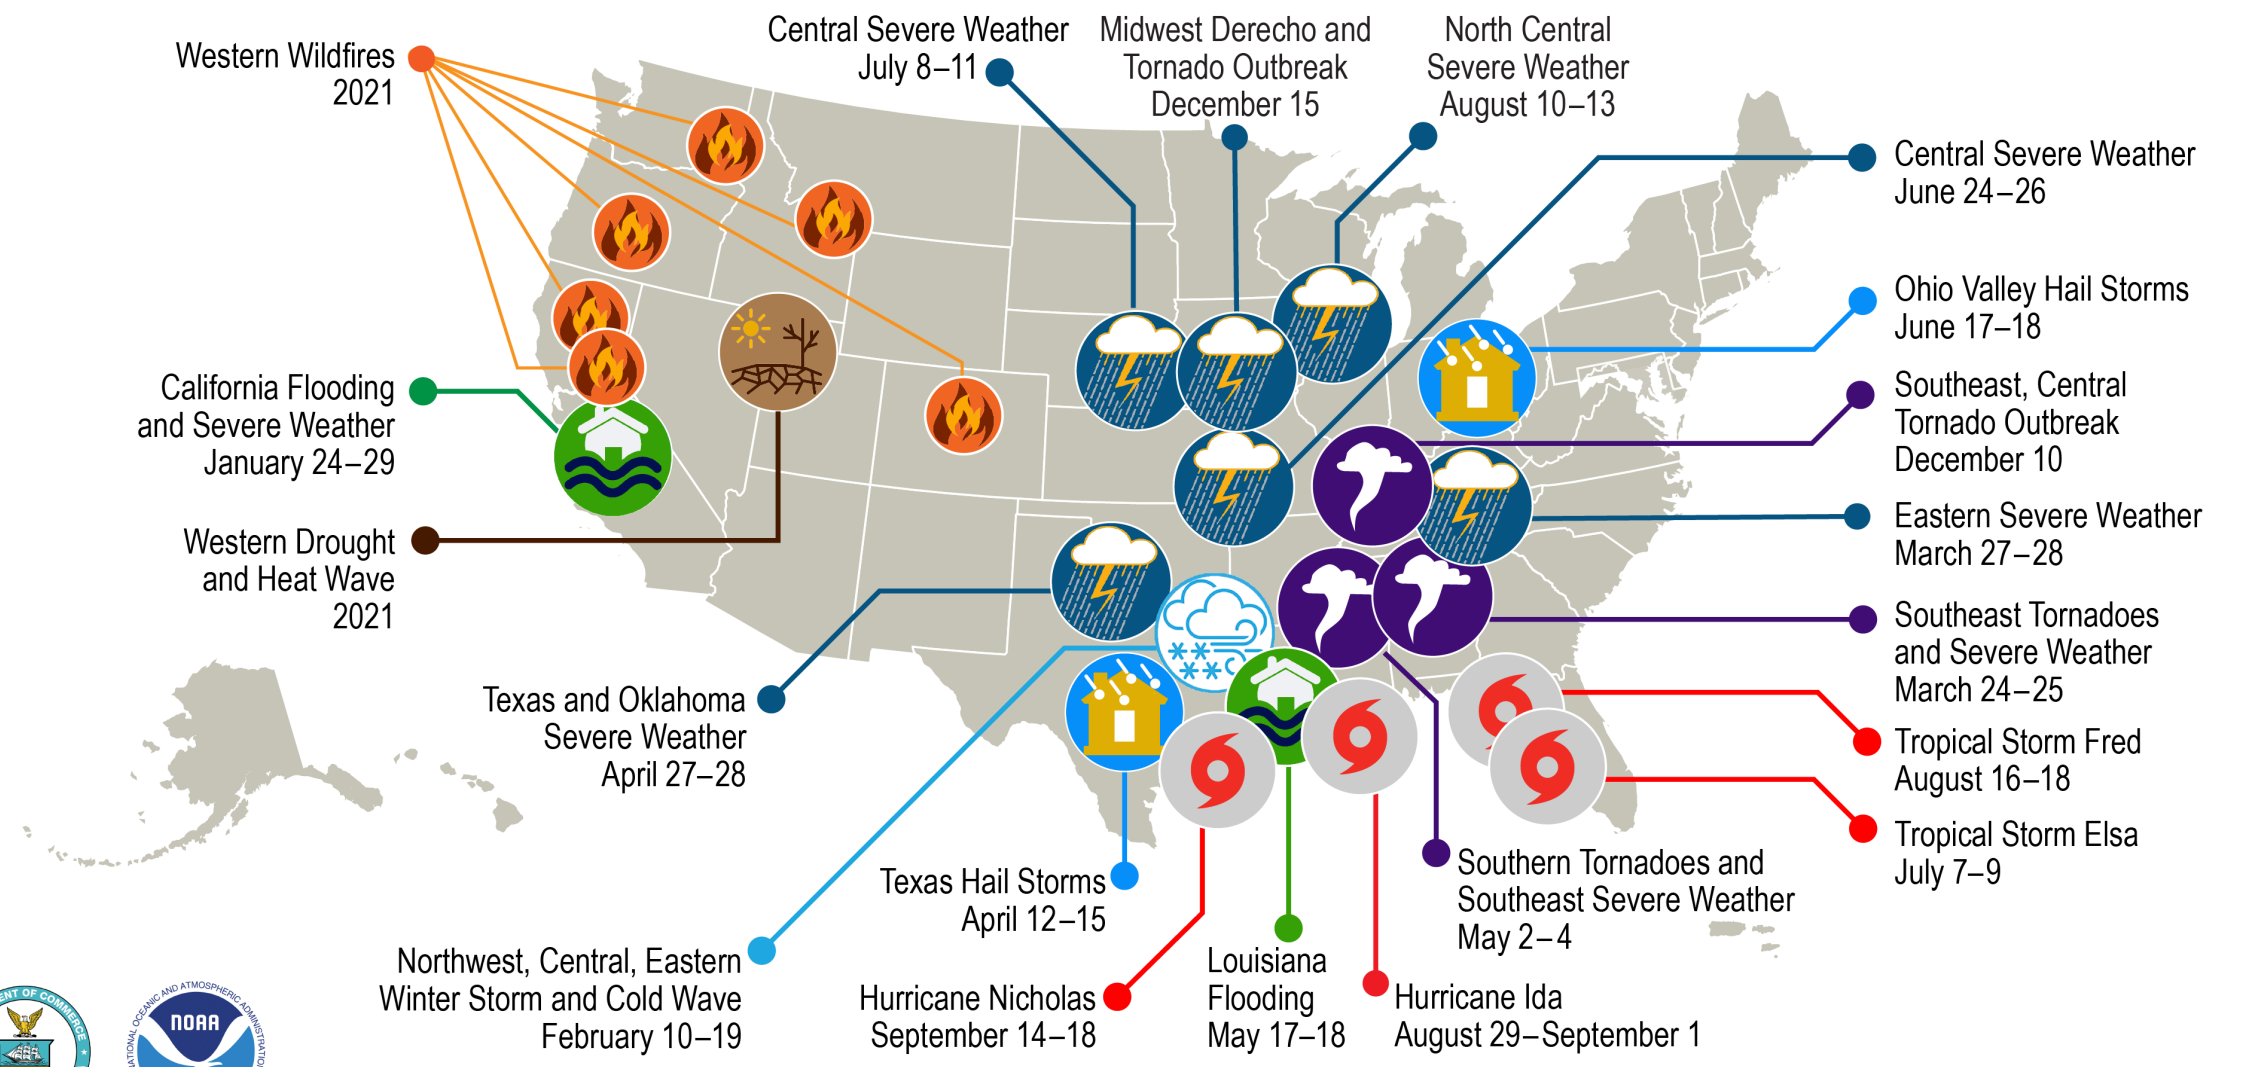 Western Wildfires
2021
Central Severe Weather
July 8–11
Midwest Derecho and
Tornado Outbreak
December 15
North Central
Severe Weather
August 10–13
Central Severe Weather
June 24–26
Ohio Valley Hail Storms
June 17–18
Southeast, Central
Tornado Outbreak
December 10
Eastern Severe Weather
March 27–28
Southeast Tornadoes
and Severe Weather
March 24–25
Tropical Storm Fred
August 16–18
Tropical Storm Elsa
July 7–9
California Flooding
and Severe Weather
January 24–29
Western Drought
and Heat Wave
2021
Texas and Oklahoma
Severe Weather
April 27–28
Texas Hail Storms
April 12–15
Northwest, Central, Eastern
Winter Storm and Cold Wave
February 10–19
Hurricane Nicholas
September 14–18
Louisiana
Flooding
May 17–18
Hurricane Ida
August 29–September 1
Southern Tornadoes and
Southeast Severe Weather
May 2–4
OF COMMERCE
NATIONAL OCEANIC AND ATMOSPHERIC ADMINISTRATION
NOAA